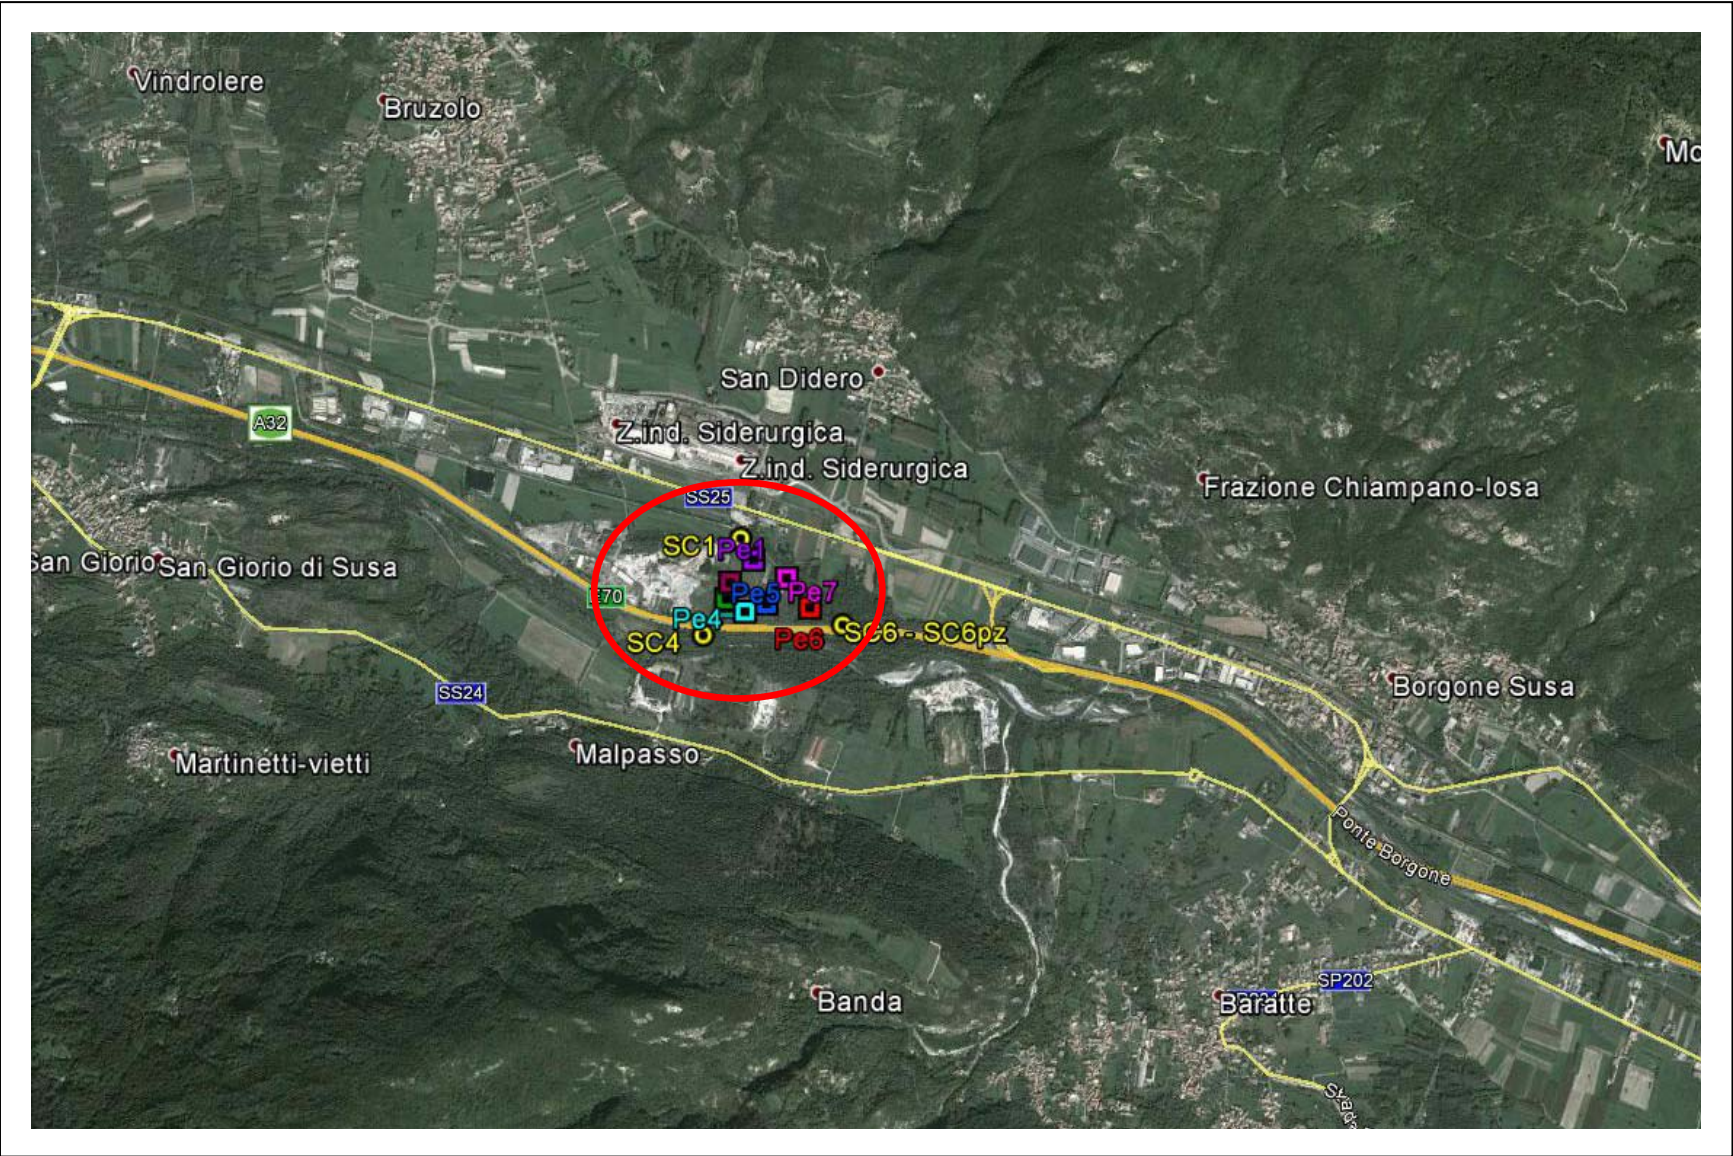 Vindrolere
Bruzolo
Mo
San Didero
A32
Z.ind. Siderurgica
Z.ind. Siderurgica
SS25
Frazione Chiampano-Iosa
SC1
Pe1
San Giorio
San Giorio di Susa
E70
Pe5
Pe7
Pe4
SC4
Pe6
SC6 - SC6pz
SS24
Borgone Susa
Martinetti-vietti
Malpasso
Ponte Borgone
SP202
Banda
Baratte